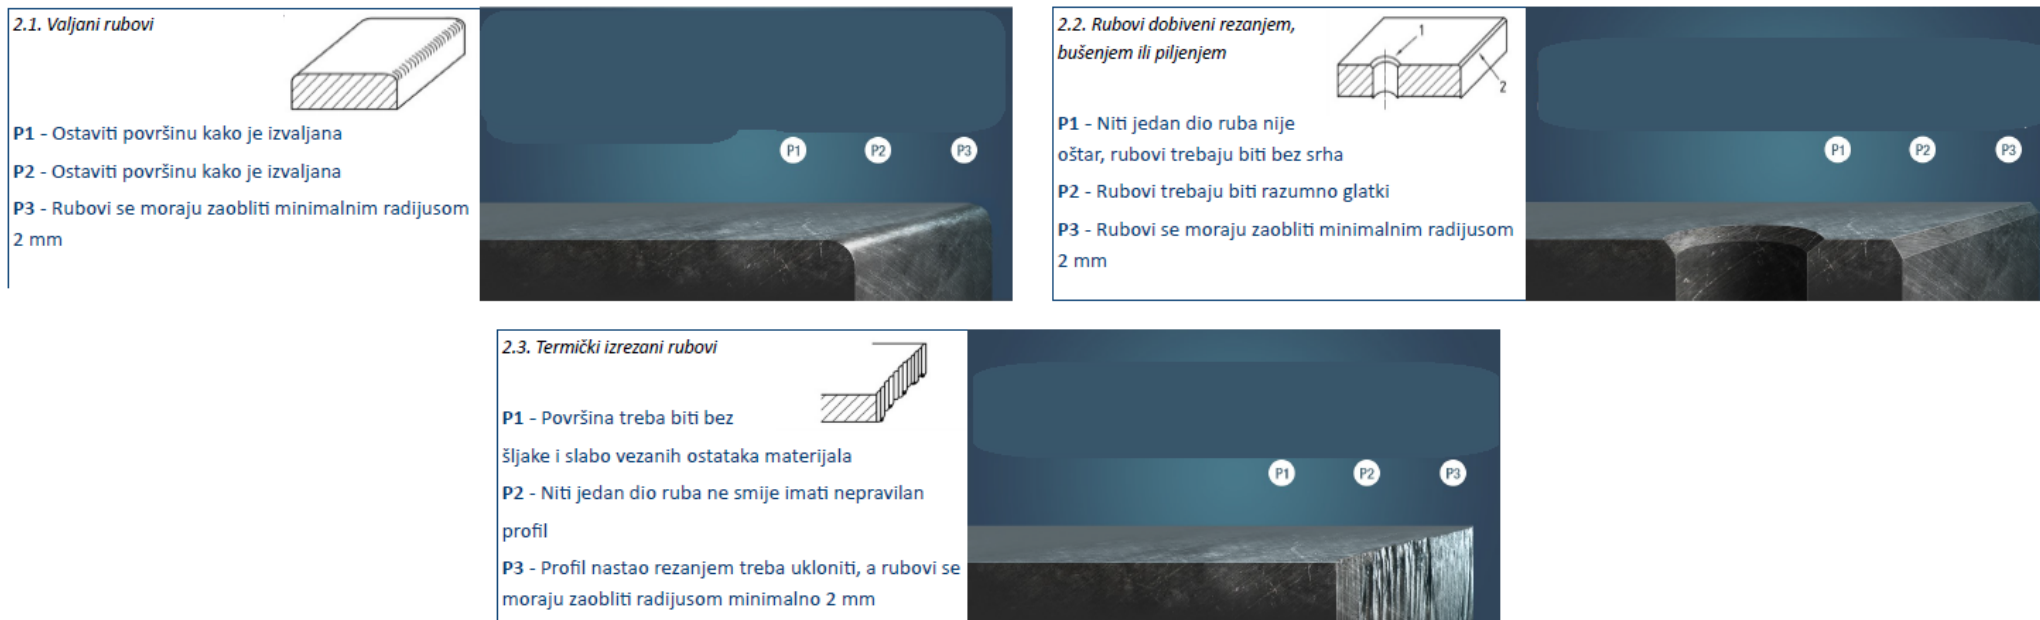 2.1. Valjani rubovi
P1 - Ostaviti površinu kako je izvaljana
P2 - Ostaviti površinu kako je izvaljana
P3 - Rubovi se moraju zaobliti minimalnim radijusom
2 mm
P1 P2 P3
2.2. Rubovi dobiveni rezanjem,
bušenjem ili piljenjem
1
2
P1 - Niti jedan dio ruba nije
oštar, rubovi trebaju biti bez srha
P2 - Rubovi trebaju biti razumno glatki
P3 - Rubovi se moraju zaobliti minimalnim radijusom
2 mm
P1 P2 P3
2.3. Termički izrezani rubovi
P1 - Površina treba biti bez
šljake i slabo vezanih ostataka materijala
P2 - Niti jedan dio ruba ne smije imati nepravilan
profil
P3 - Profil nastao rezanjem treba ukloniti, a rubovi se
moraju zaobliti radijusom minimalno 2 mm
P1 P2 P3